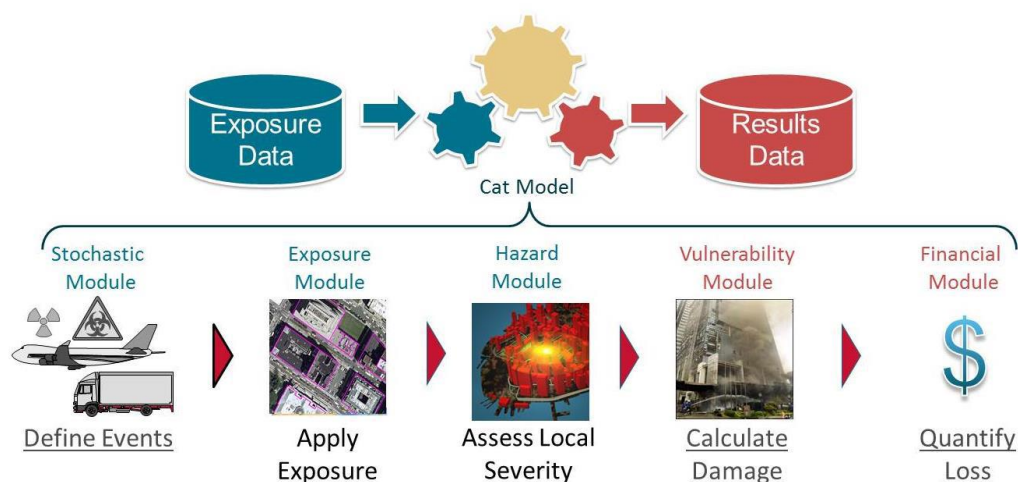 Exposure
Data
Results
Data
Cat Model
Stochastic
Module
Exposure
Module
Hazard
Module
Vulnerability
Module
Financial
Module
$
Define Events
Apply
Exposure
Assess Local
Severity
Calculate
Damage
Quantify
Loss